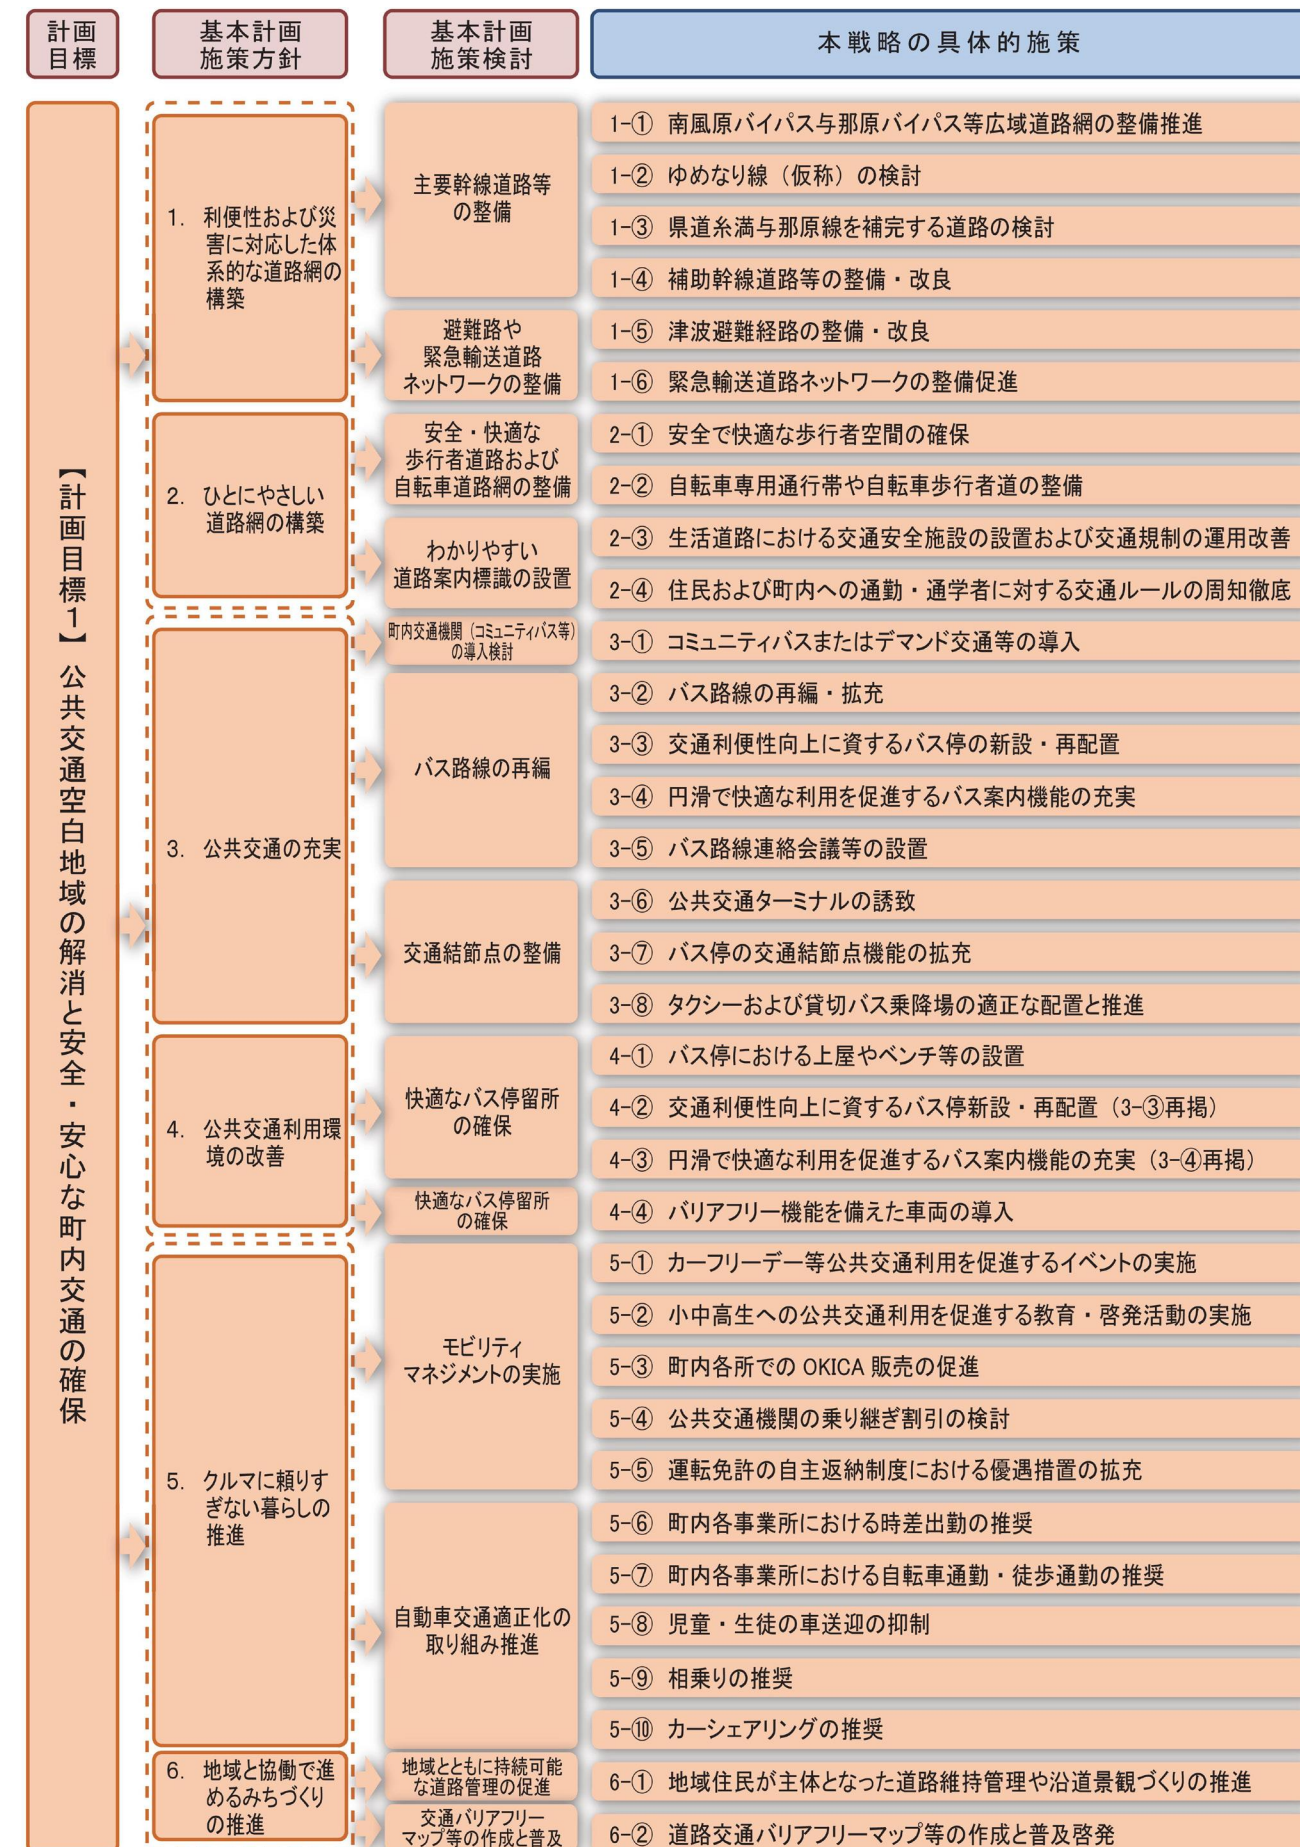 計画
目標
基本計画
施策方針
基本計画
施策検討
本戦略の具体的施策
【計画目標1】公共交通空白地域の解消と安全・安心な町内交通の確保
1. 利便性および災
害に対応した体
系的な道路網の
構築
主要幹線道路等
の整備
1-① 南風原バイパス与那原バイパス等広域道路網の整備推進
1-② ゆめなり線（仮称）の検討
1-③ 県道糸満与那原線を補完する道路の検討
1-④ 補助幹線道路等の整備・改良
避難路や
緊急輸送道路
ネットワークの整備
1-⑤ 津波避難経路の整備・改良
1-⑥ 緊急輸送道路ネットワークの整備促進
2. ひとにやさしい
道路網の構築
安全・快適な
歩行者道路および
自転車道路網の整備
2-① 安全で快適な歩行者空間の確保
2-② 自転車専用通行帯や自転車歩行者道の整備
わかりやすい
道路案内標識の設置
2-③ 生活道路における交通安全施設の設置および交通規制の運用改善
2-④ 住民および町内への通勤・通学者に対する交通ルールの周知徹底
3. 公共交通の充実
町内交通機関（コミュニティバス等）
の導入検討
3-① コミュニティバスまたはデマンド交通等の導入
バス路線の再編
3-② バス路線の再編・拡充
3-③ 交通利便性向上に資するバス停の新設・再配置
3-④ 円滑で快適な利用を促進するバス案内機能の充実
3-⑤ バス路線連絡会議等の設置
交通結節点の整備
3-⑥ 公共交通ターミナルの誘致
3-⑦ バス停の交通結節点機能の拡充
3-⑧ タクシーおよび貸切バス乗降場の適正な配置と推進
4. 公共交通利用環
境の改善
快適なバス停留所
の確保
4-① バス停における上屋やベンチ等の設置
4-② 交通利便性向上に資するバス停新設・再配置（3-③再掲）
4-③ 円滑で快適な利用を促進するバス案内機能の充実（3-④再掲）
快適なバス停留所
の確保
4-④ バリアフリー機能を備えた車両の導入
5. クルマに頼りす
ぎない暮らしの
推進
モビリティ
マネジメントの実施
5-① カーフリーデー等公共交通利用を促進するイベントの実施
5-② 小中高生への公共交通利用を促進する教育・啓発活動の実施
5-③ 町内各所での OKICA 販売の促進
5-④ 公共交通機関の乗り継ぎ割引の検討
5-⑤ 運転免許の自主返納制度における優遇措置の拡充
自動車交通適正化の
取り組み推進
5-⑥ 町内各事業所における時差出勤の推奨
5-⑦ 町内各事業所における自転車通勤・徒歩通勤の推奨
5-⑧ 児童・生徒の車送迎の抑制
5-⑨ 相乗りの推奨
5-⑩ カーシェアリングの推奨
6. 地域と協働で進
めるみちづくり
の推進
地域とともに持続可能
な道路管理の促進
6-① 地域住民が主体となった道路維持管理や沿道景観づくりの推進
交通バリアフリー
マップ等の作成と普及
6-② 道路交通バリアフリーマップ等の作成と普及啓発